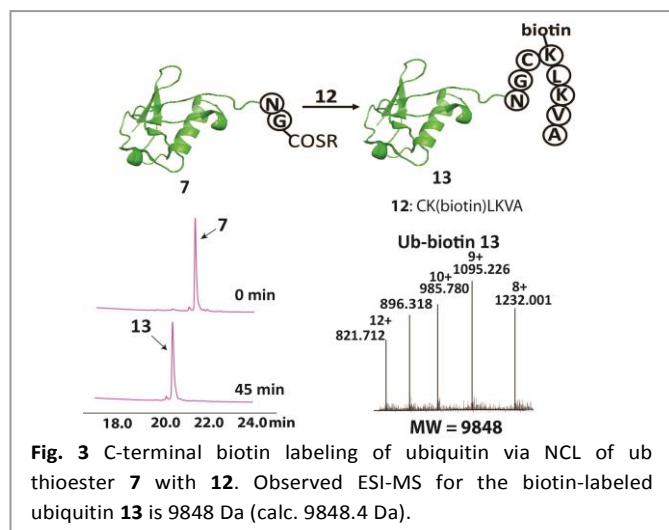 biotin
C K
G L
N K
V
A
N
G
COSR
12
7
13
12: CK(biotin)LKVA
7
0 min
13
45 min
18.0 20.0 22.0 24.0 min
Ub-biotin 13
9+
1095.226
10+
985.780
8+
1232.001
896.318
12+
821.712
MW = 9848
Fig. 3 C-terminal biotin labeling of ubiquitin via NCL of ub
thioester 7 with 12. Observed ESI-MS for the biotin-labeled
ubiquitin 13 is 9848 Da (calc. 9848.4 Da).